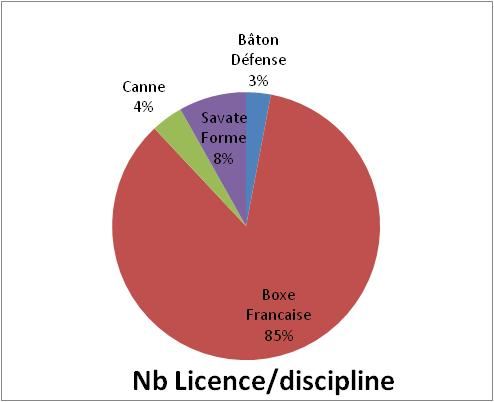 Bâton
Défense
3%
Canne
4%
Savate
Forme
8%
Boxe
Francaise
85%
Nb Licence/discipline